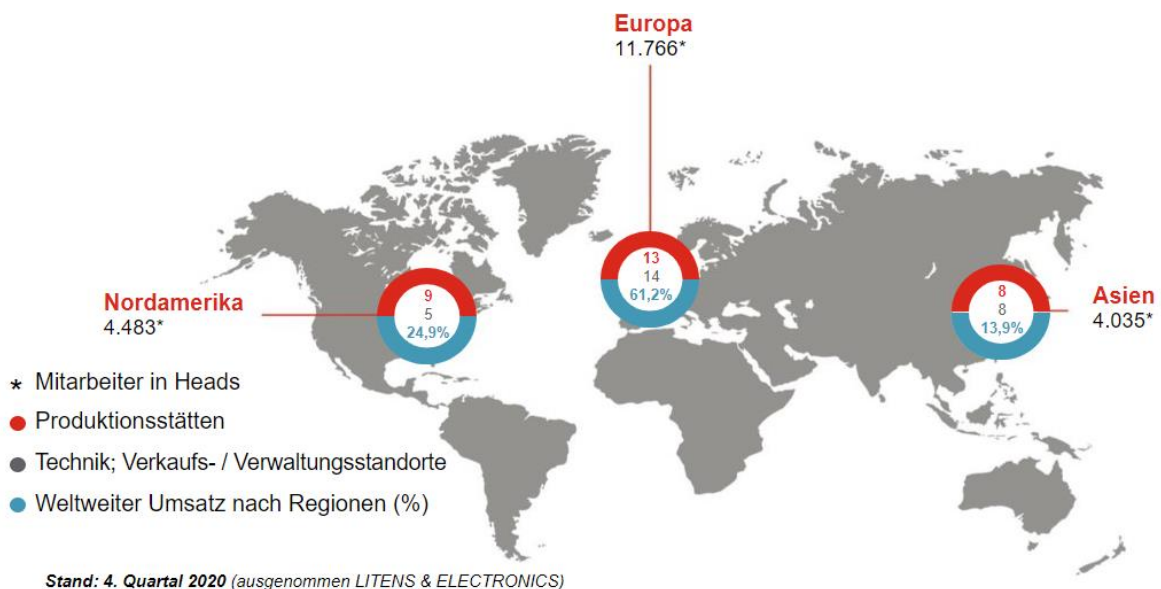 Europa
11.766*
13
14
61,2%
Nordamerika
4.483*
9
5
24,9%
Asien
4.035*
8
8
13,9%
* Mitarbeiter in Heads
Produktionsstätten
Technik; Verkaufs- / Verwaltungsstandorte
Weltweiter Umsatz nach Regionen (%)
Stand: 4. Quartal 2020 (ausgenommen LITENS & ELECTRONICS)